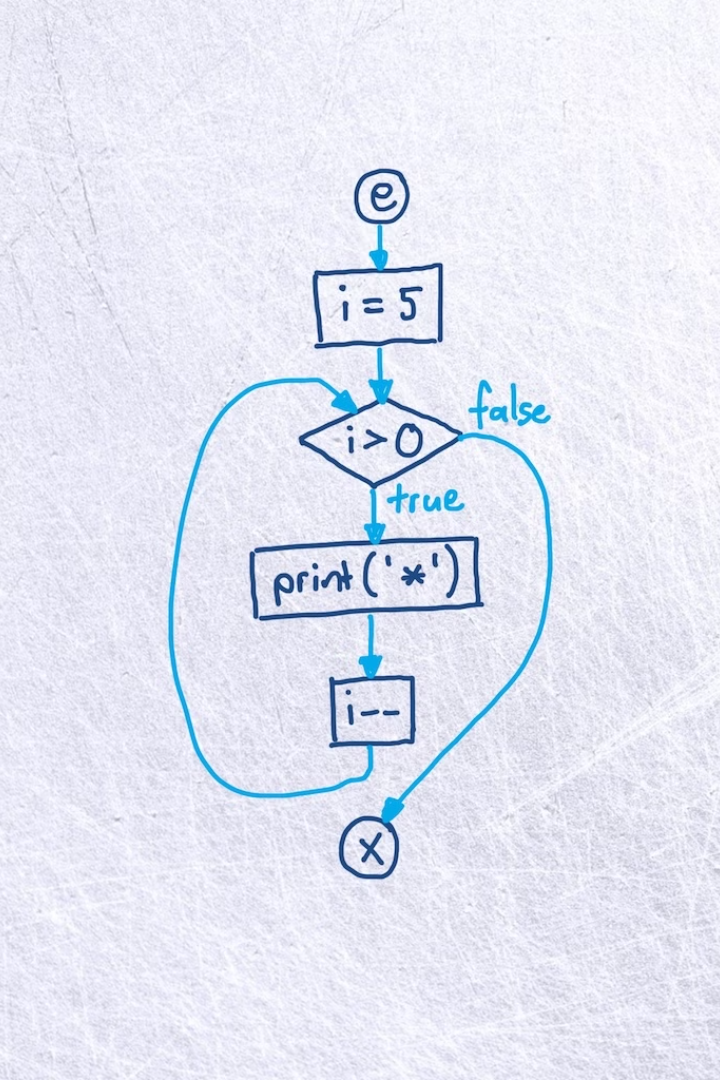 e
i = 5
i > 0
false
true
print('*')
i--
x